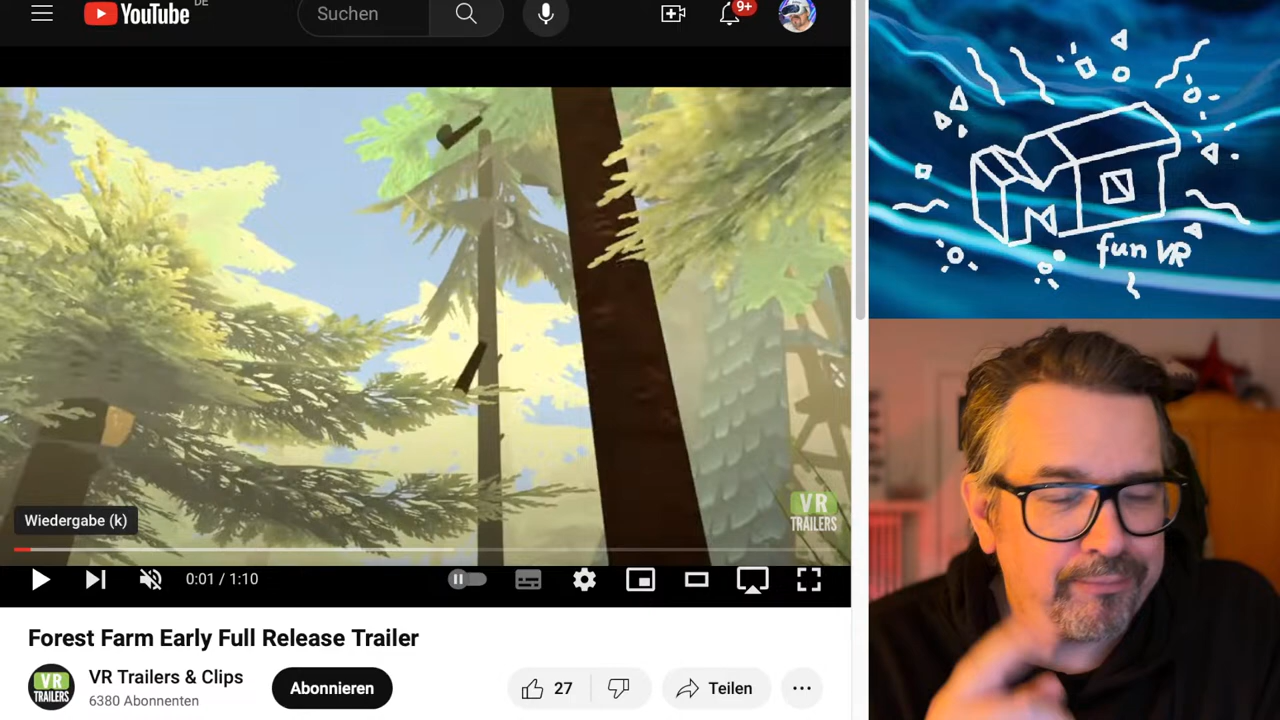 DE
YouTube
Suchen
9+
fun VR
VR
TRAILERS
Wiedergabe (k)
0:01 / 1:10
Forest Farm Early Full Release Trailer
VR
TRAILERS
VR Trailers & Clips
6380 Abonnenten
Abonnieren
27
Teilen